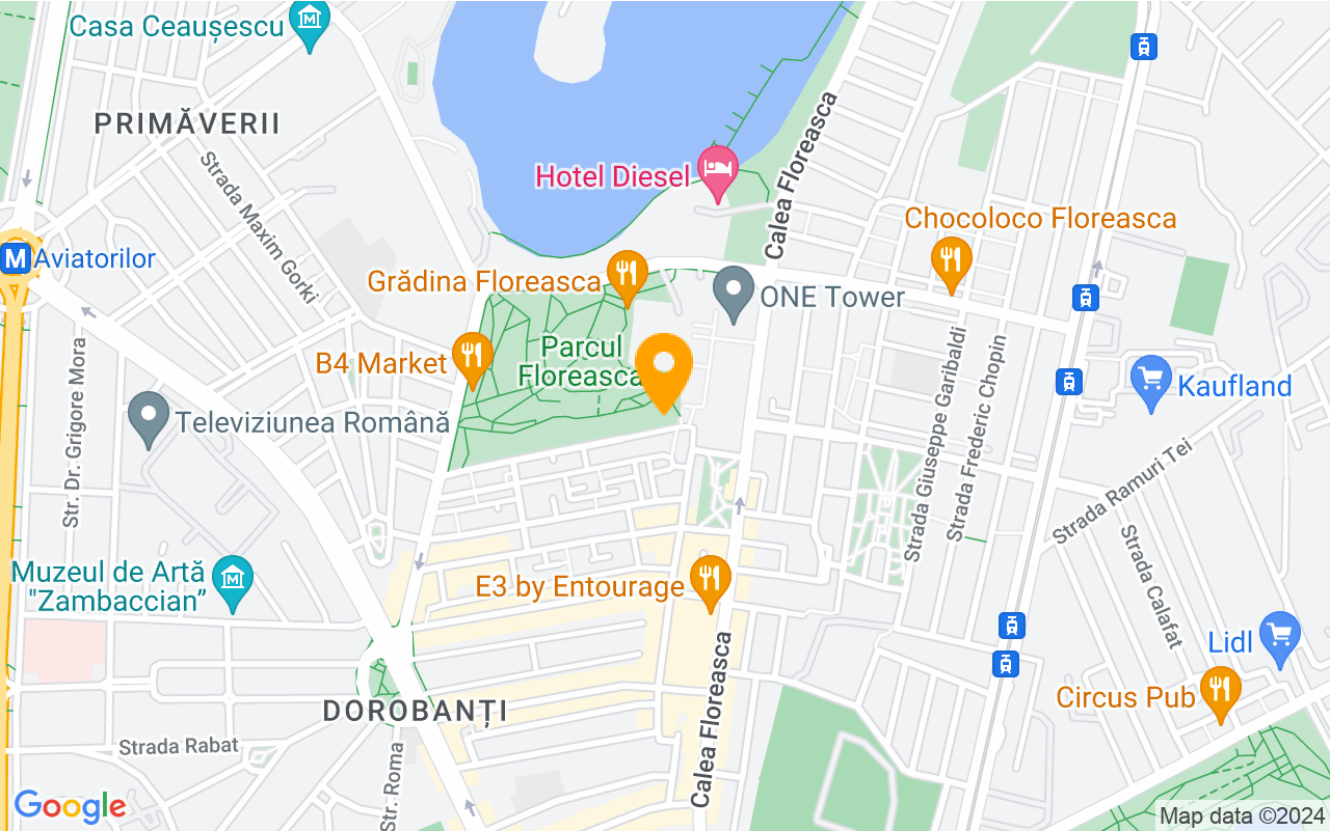 Casa Ceaușescu
PRIMĂVERII
Strada Maxim Gorki
Hotel Diesel
Calea Floreasca
Chocoloco Floreasca
Aviatorilor
Grădina Floreasca
ONE Tower
Parcul
Floreasca
B4 Market
Kaufland
Televiziunea Română
Str. Dr. Grigore Mora
Strada Giuseppe Garibaldi
Strada Frederic Chopin
Strada Ramuri Tei
Strada Calafat
Muzeul de Artă
"Zambaccian”
E3 by Entourage
Calea Floreasca
Lidl
Circus Pub
DOROBANȚI
Strada Rabat
Str. Roma
Google
Map data ©2024